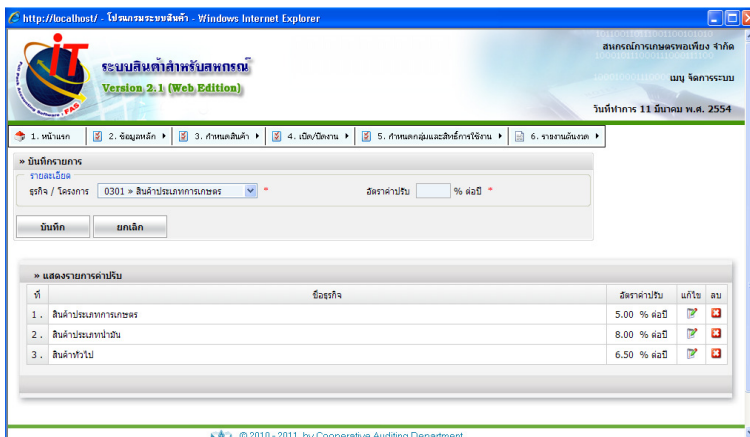 http://localhost/ - โปรแกรมระบบสินค้า - Windows Internet Explorer
สหกรณ์การเกษตรพอเพียง จำกัด
ระบบสินค้าสำหรับสหกรณ์
Version 2.1 (Web Edition)
เมนู จัดการระบบ
วันที่ทำการ 11 มีนาคม พ.ศ. 2554
1. หน้าแรก 2. ข้อมูลหลัก 3. กำหนดสินค้า 4. เปิด/ปิดงาน 5. กำหนดกลุ่มและสิทธิ์การใช้งาน 6. รายงานต้นงวด
» บันทึกรายการ
รายละเอียด
ธุรกิจ / โครงการ 0301 » สินค้าประเภทการเกษตร * อัตราค่าปรับ % ต่อปี *
บันทึก ยกเลิก
» แสดงรายการค่าปรับ
ที่ ชื่อธุรกิจ อัตราค่าปรับ แก้ไข ลบ
1 . สินค้าประเภทการเกษตร 5.00 % ต่อปี
2 . สินค้าประเภทน้ำมัน 8.00 % ต่อปี
3 . สินค้าทั่วไป 6.50 % ต่อปี
© 2010 - 2011 by Cooperative Auditing Department